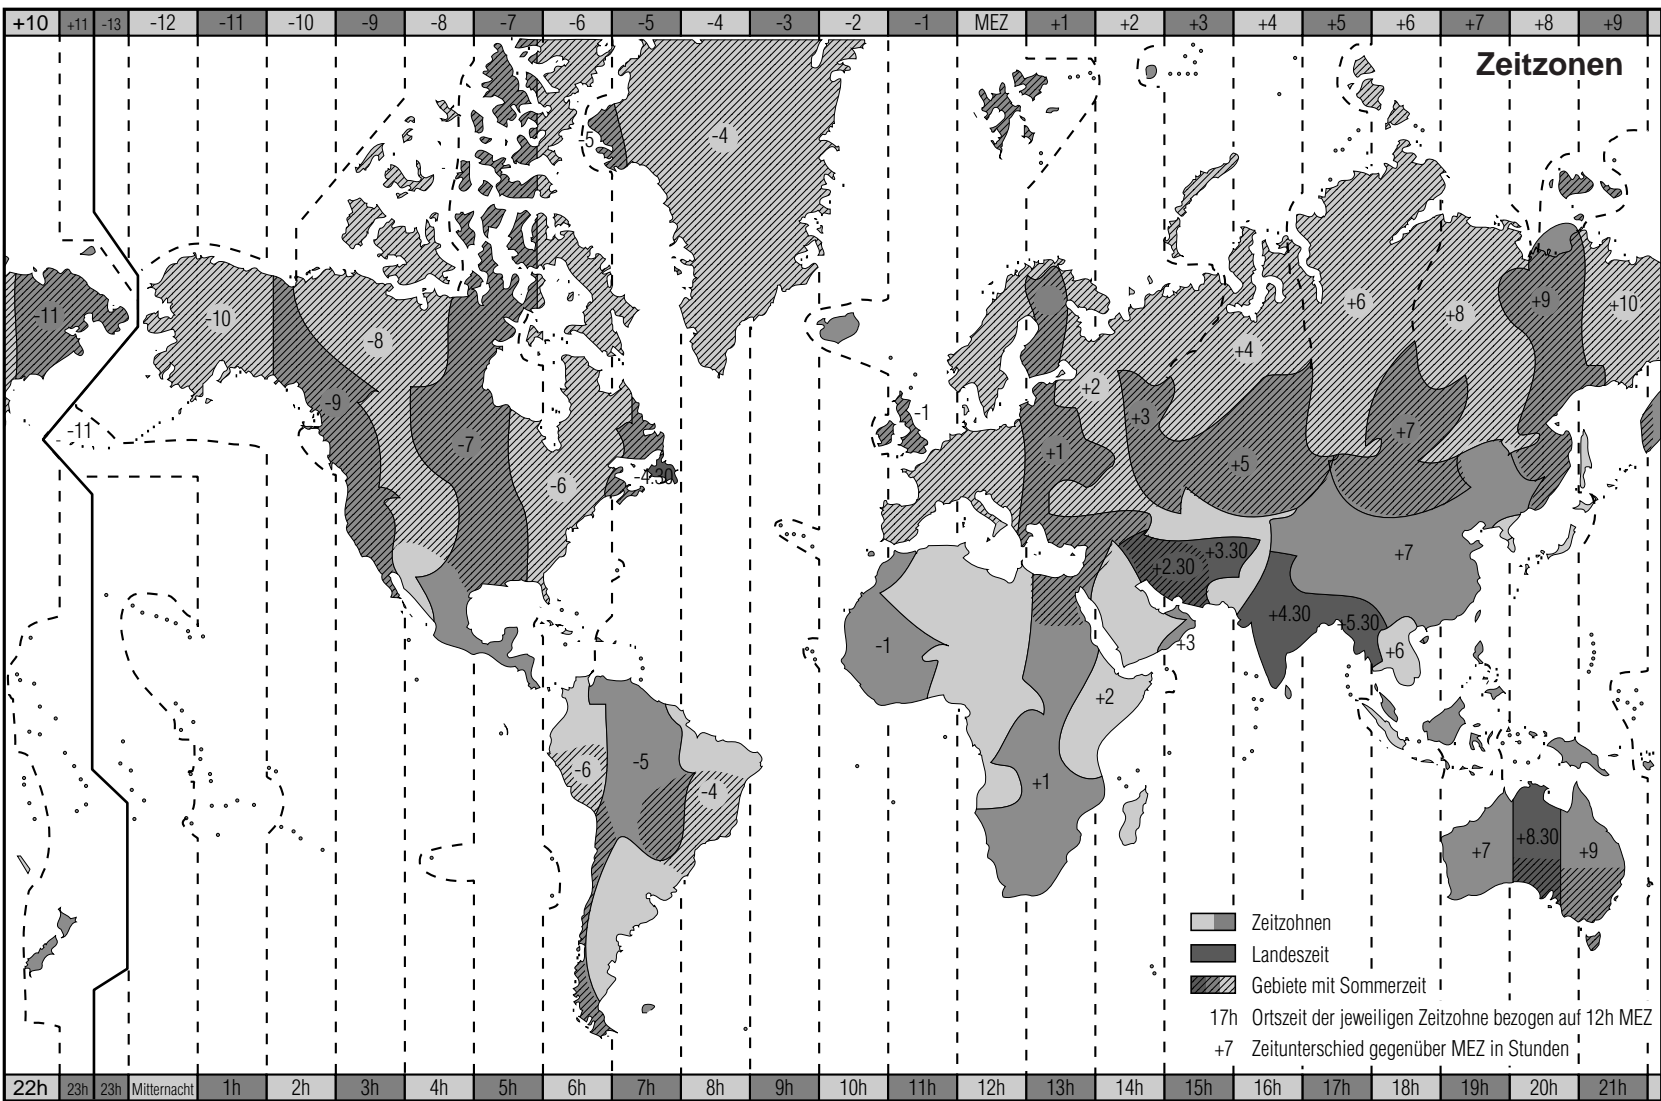 +10 +11 -13 -12 -11 -10 -9 -8 -7 -6 -5 -4 -3 -2 -1 MEZ +1 +2 +3 +4 +5 +6 +7 +8 +9
Zeitzonen
-5 -4
-11 -10 -8 +6 +8 +9 +10
+4
-9 -1 +2 +3
-11 -7 +1 +7
-6 -4.30 +5
+2.30 +3.30 +7
-1 +3 +4.30 +5.30 +6
+2
-6 -5 -4 +1
+7 +8.30 +9
Zeitzohnen
Landeszeit
Gebiete mit Sommerzeit
17h Ortszeit der jeweiligen Zeitzohne bezogen auf 12h MEZ
+7 Zeitunterschied gegenüber MEZ in Stunden
22h 23h 23h Mitternacht 1h 2h 3h 4h 5h 6h 7h 8h 9h 10h 11h 12h 13h 14h 15h 16h 17h 18h 19h 20h 21h